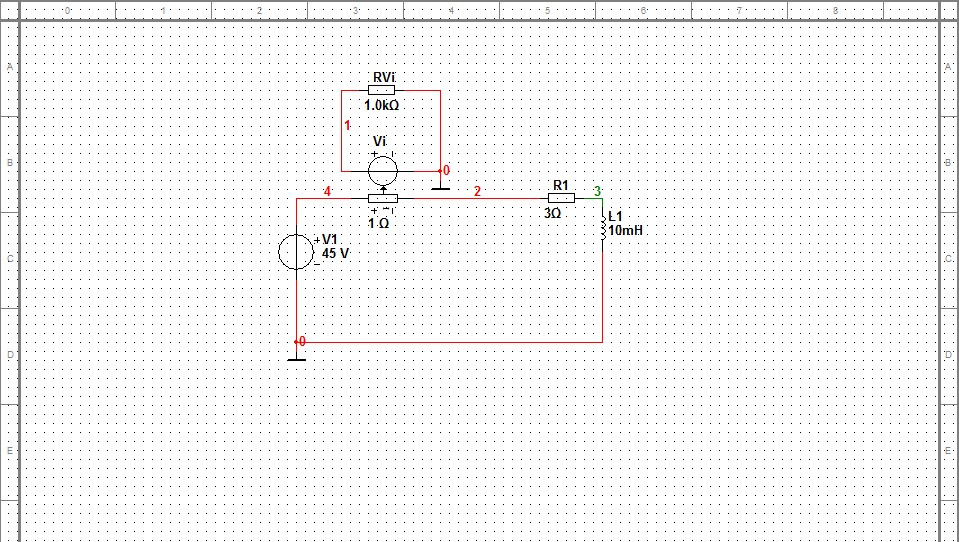 0 1 2 3 4 5 6 7 8
A A
RVi
1.0kΩ
1
Vi
+ -
B B
0
4 2 R1 3
+ -
1 Ω
3Ω
L1
10mH
+ V1
45 V
-
C C
0
D D
E E